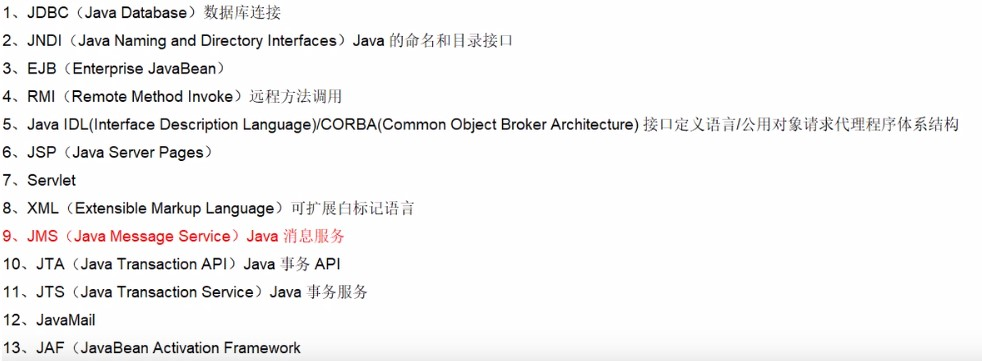 1、JDBC（Java Database）数据库连接
2、JNDI（Java Naming and Directory Interfaces）Java 的命名和目录接口
3、EJB（Enterprise JavaBean）
4、RMI（Remote Method Invoke）远程方法调用
5、Java IDL(Interface Description Language)/CORBA(Common Object Broker Architecture) 接口定义语言/公用对象请求代理程序体系结构
6、JSP（Java Server Pages）
7、Servlet
8、XML（Extensible Markup Language）可扩展白标记语言
9、JMS（Java Message Service）Java 消息服务
10、JTA（Java Transaction API）Java 事务 API
11、JTS（Java Transaction Service）Java 事务服务
12、JavaMail
13、JAF（JavaBean Activation Framework